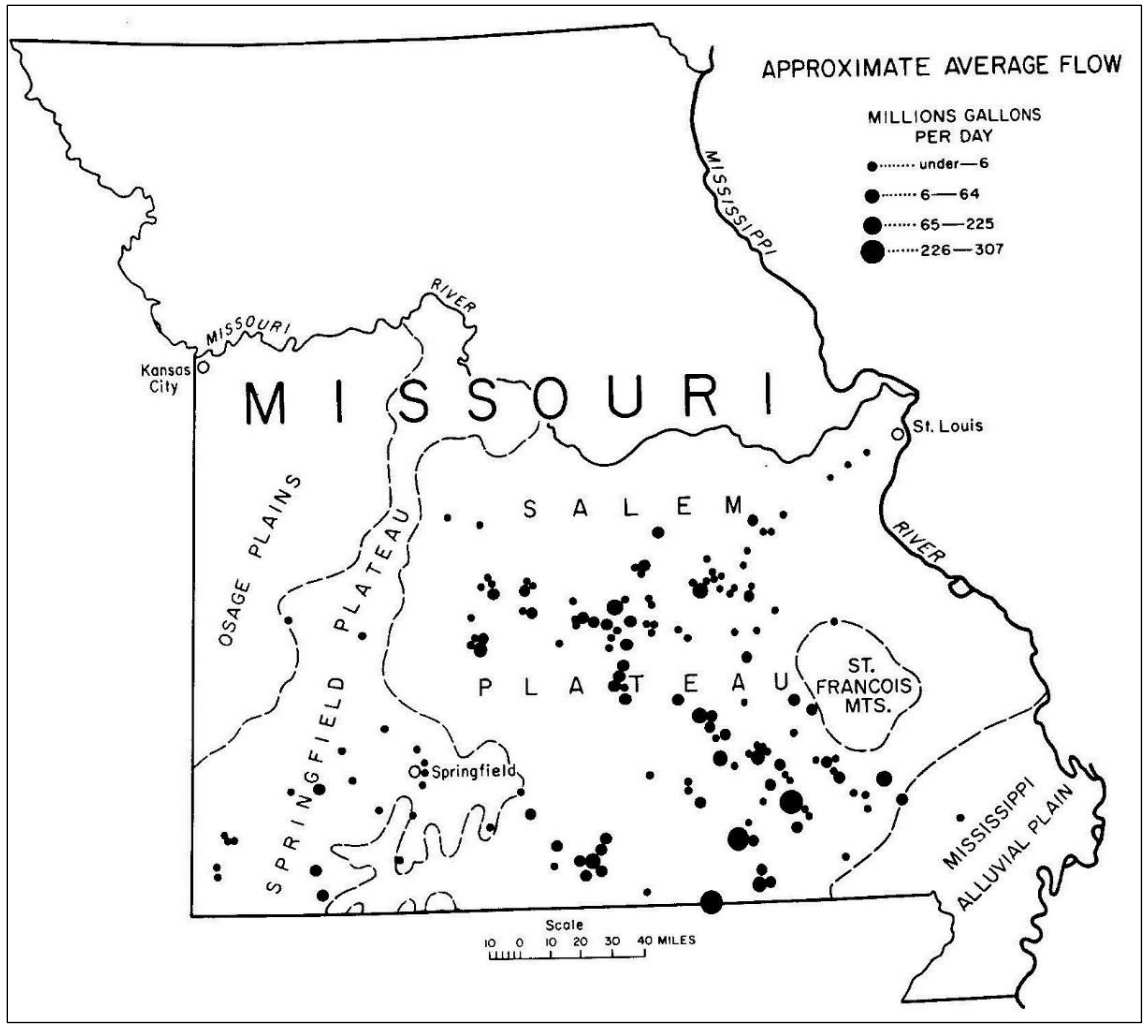 APPROXIMATE AVERAGE FLOW
MILLIONS GALLONS
PER DAY
under—6
6—64
65—225
226—307
MISSISSIPPI
RIVER
MISSOURI
Kansas
City
MISSOURI
St. Louis
SALEM
RIVER
OSAGE PLAINS
SPRINGFIELD PLATEAU
PLATEAU
ST.
FRANCOIS
MTS.
Springfield
MISSISSIPPI
ALLUVIAL PLAIN
Scale
10 0 10 20 30 40 MILES